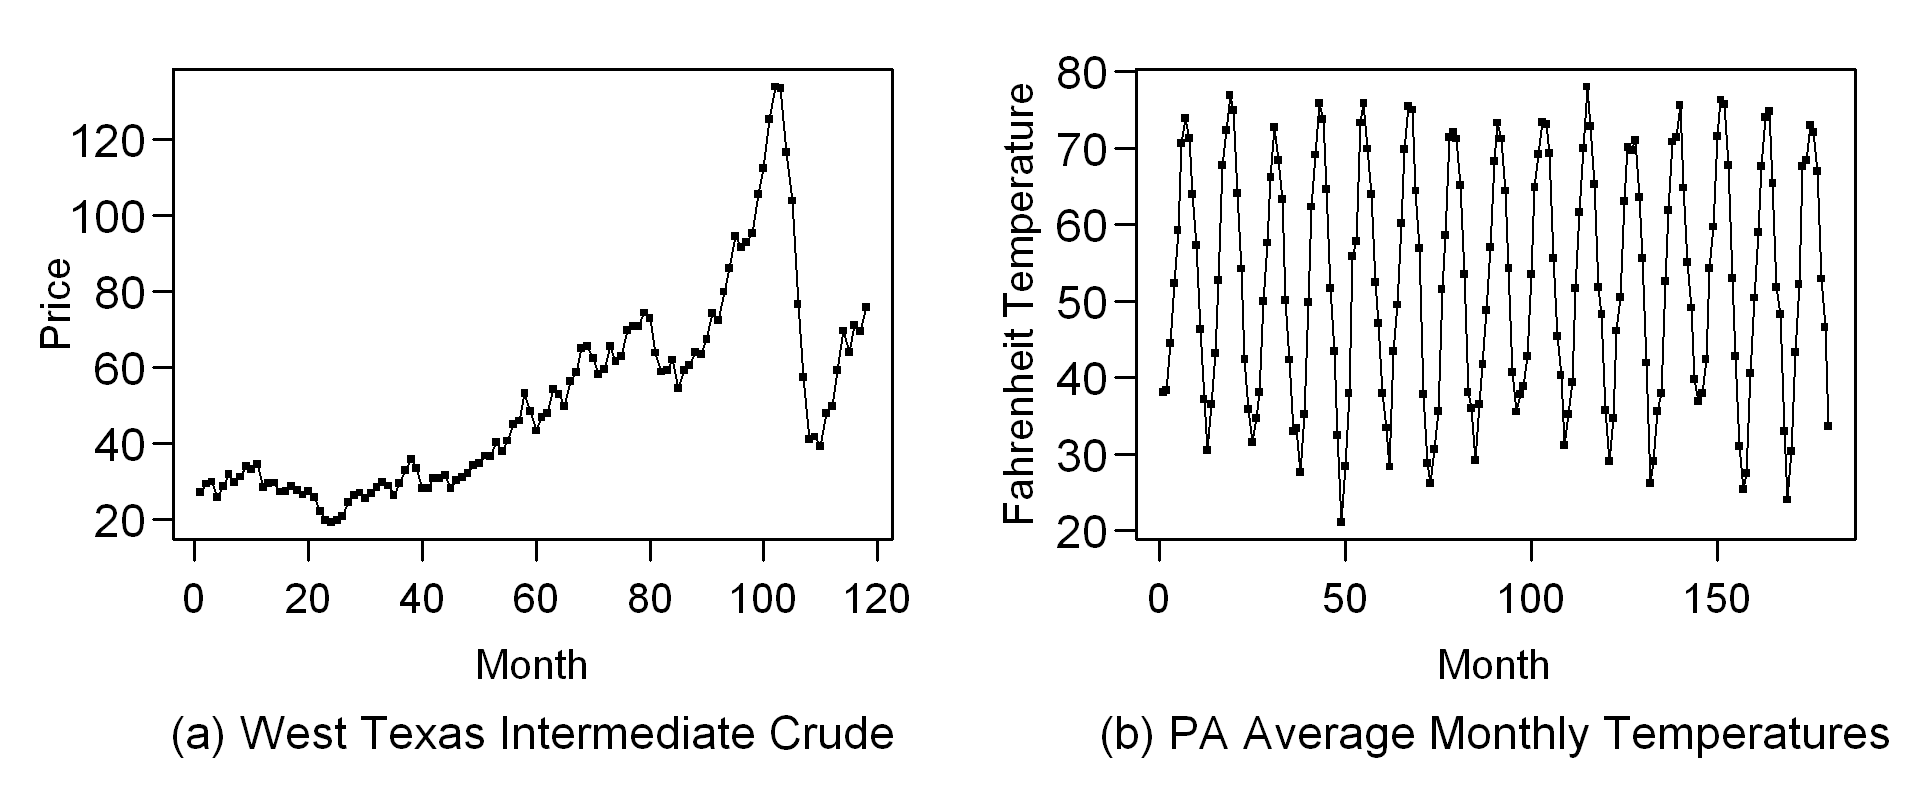 120
100
80
60
40
20
Price
0 20 40 60 80 100 120
Month
(a) West Texas Intermediate Crude
80
70
60
50
40
30
20
Fahrenheit Temperature
0 50 100 150
Month
(b) PA Average Monthly Temperatures